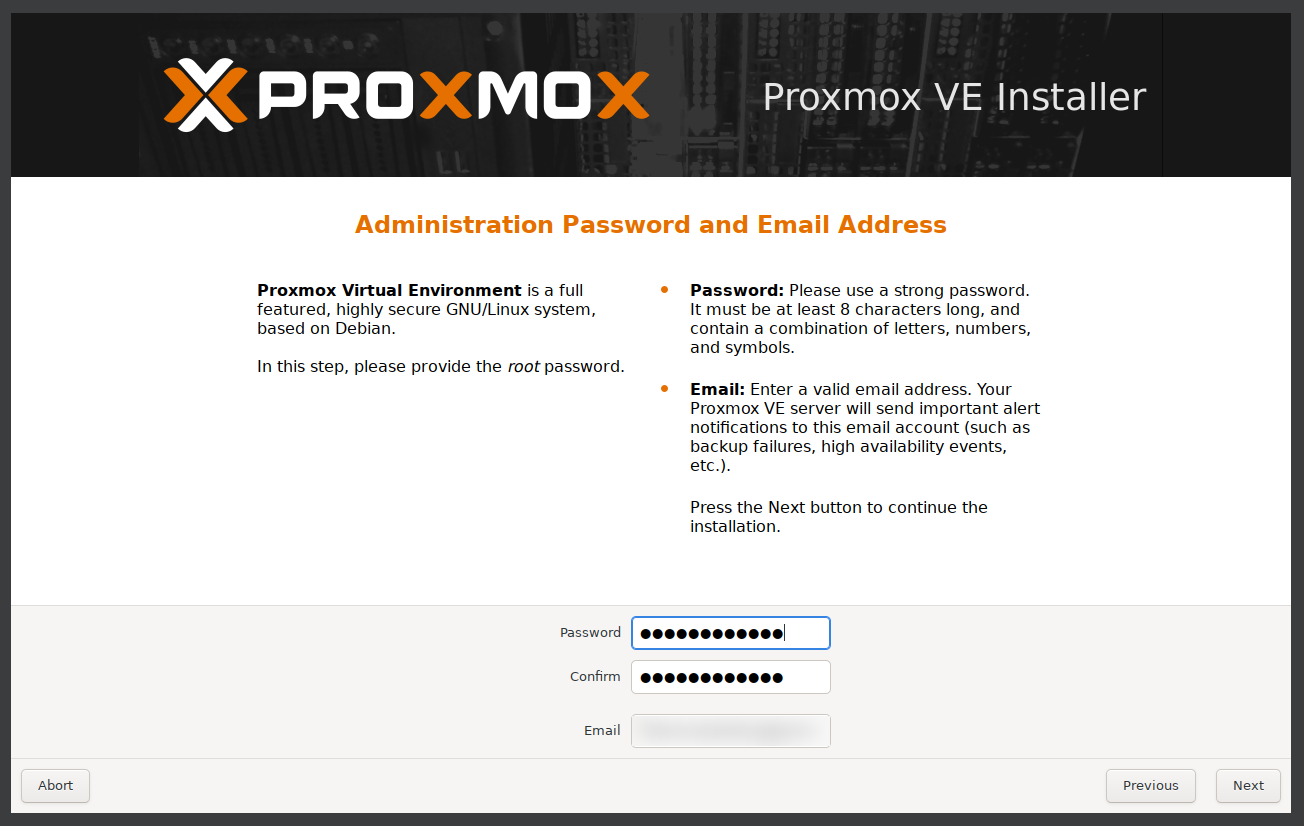 PROXMOX
Proxmox VE Installer
Administration Password and Email Address
Proxmox Virtual Environment is a full
featured, highly secure GNU/Linux system,
based on Debian.
In this step, please provide the root password.
Password: Please use a strong password.
It must be at least 8 characters long, and
contain a combination of letters, numbers,
and symbols.
Email: Enter a valid email address. Your
Proxmox VE server will send important alert
notifications to this email account (such as
backup failures, high availability events,
etc.).
Press the Next button to continue the
installation.
Password ●●●●●●●●●●●●
Confirm ●●●●●●●●●●●●
Email
Abort
Previous
Next